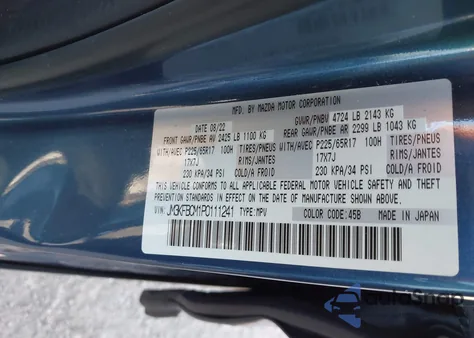 MFD. BY MAZDA MOTOR CORPORATION
DATE 08/22 GVWR/PNBV 4724 LB 2143 KG
FRONT GAWR/PNBE AV 2425 LB 1100 KG REAR GAWR/PNBE AR 2299 LB 1043 KG
WITH/AVEC P225/65R17 100H TIRES/PNEUS WITH/AVEC P225/65R17 100H TIRES/PNEUS
17X7J RIMS/JANTES 17X7J RIMS/JANTES
230 KPA/34 PSI COLD/A FROID 230 KPA/34 PSI COLD/A FROID
THIS VEHICLE CONFORMS TO ALL APPLICABLE FEDERAL MOTOR VEHICLE SAFETY AND
THEFT PREVENTION STANDARDS IN EFFECT ON THE DATE OF MANUFACTURE SHOWN ABOVE.
JM3KFBCM1P0111241 TYPE:MPV COLOR CODE:45B MADE IN JAPAN
AutoSnap